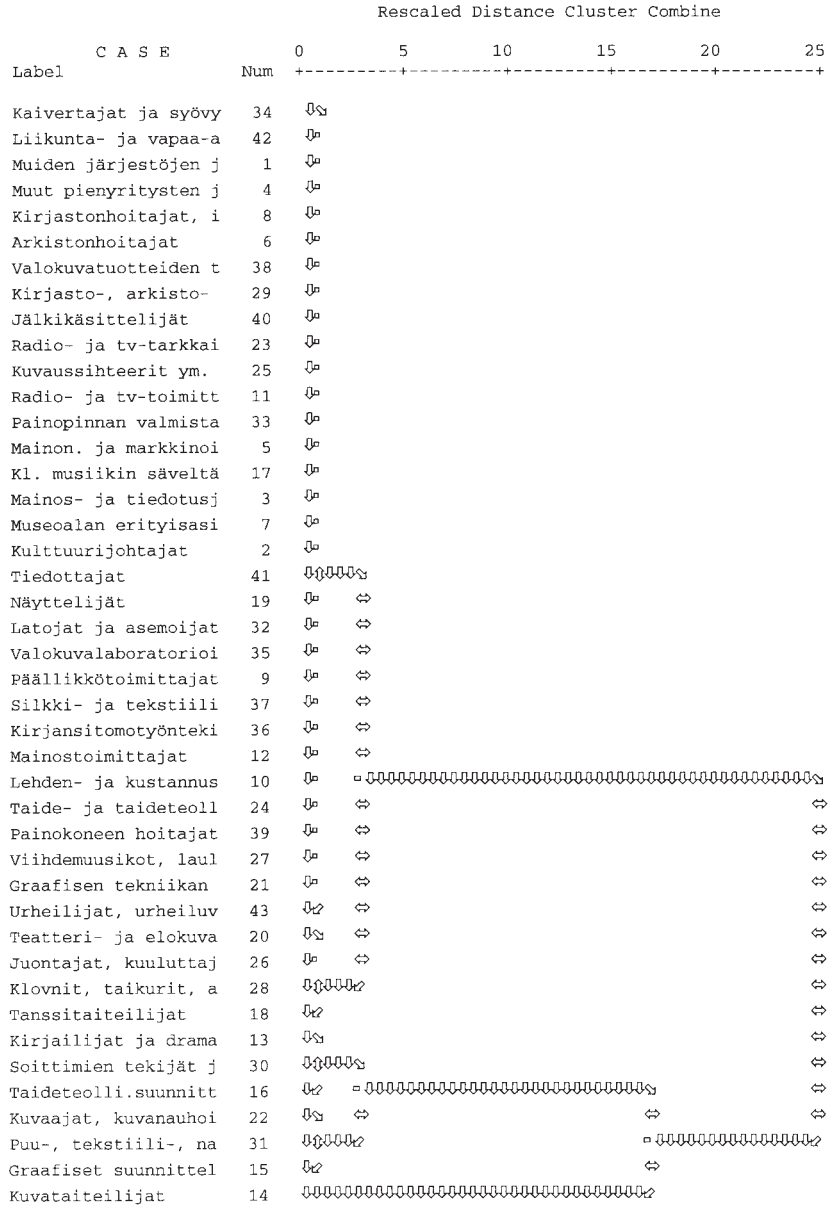 Rescaled Distance Cluster Combine
C A S E 0 5 10 15 20 25
Label Num +---------+---------+---------+---------+---------+
Kaivertajat ja syövy 34
Liikunta- ja vapaa-a 42
Muiden järjestöjen j 1
Muut pienyritysten j 4
Kirjastonhoitajat, i 8
Arkistonhoitajat 6
Valokuvatuotteiden t 38
Kirjasto-, arkisto- 29
Jälkikäsittelijät 40
Radio- ja tv-tarkkai 23
Kuvaussihteerit ym. 25
Radio- ja tv-toimitt 11
Painopinnan valmista 33
Mainon. ja markkinoi 5
Kl. musiikin säveltä 17
Mainos- ja tiedotusj 3
Museoalan erityisasi 7
Kulttuurijohtajat 2
Tiedottajat 41
Näyttelijät 19
Latojat ja asemoijat 32
Valokuvalaboratorioi 35
Päällikkötoimittajat 9
Silkki- ja tekstiili 37
Kirjansitomotyönteki 36
Mainostoimittajat 12
Lehden- ja kustannus 10
Taide- ja taideteoll 24
Painokoneen hoitajat 39
Viihdemuusikot, laul 27
Graafisen tekniikan 21
Urheilijat, urheiluv 43
Teatteri- ja elokuva 20
Juontajat, kuuluttaj 26
Klovnit, taikurit, a 28
Tanssitaiteilijat 18
Kirjailijat ja drama 13
Soittimien tekijät j 30
Taideteolli.suunnitt 16
Kuvaajat, kuvanauhoi 22
Puu-, tekstiili-, na 31
Graafiset suunnittel 15
Kuvataiteilijat 14